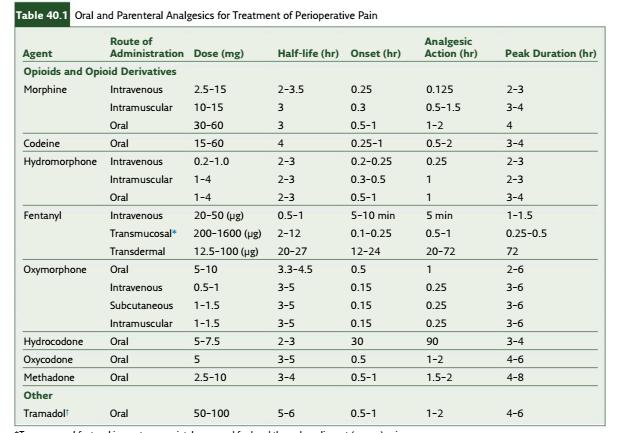 Table 40.1 Oral and Parenteral Analgesics for Treatment of Perioperative Pain
Agent Route of Administration Dose (mg) Half-life (hr) Onset (hr) Analgesic Action (hr) Peak Duration (hr)
Opioids and Opioid Derivatives
Morphine Intravenous 2.5–15 2–3.5 0.25 0.125 2–3
Intramuscular 10–15 3 0.3 0.5–1.5 3–4
Oral 30–60 3 0.5–1 1–2 4
Codeine Oral 15–60 4 0.25–1 0.5–2 3–4
Hydromorphone Intravenous 0.2–1.0 2–3 0.2–0.25 0.25 2–3
Intramuscular 1–4 2–3 0.3–0.5 1 2–3
Oral 1–4 2–3 0.5–1 1 3–4
Fentanyl Intravenous 20–50 (μg) 0.5–1 5–10 min 5 min 1–1.5
Transmucosal* 200–1600 (μg) 2–12 0.1–0.25 0.5–1 0.25–0.5
Transdermal 12.5–100 (μg) 20–27 12–24 20–72 72
Oxymorphone Oral 5–10 3.3–4.5 0.5 1 2–6
Intravenous 0.5–1 3–5 0.15 0.25 3–6
Subcutaneous 1–1.5 3–5 0.15 0.25 3–6
Intramuscular 1–1.5 3–5 0.15 0.25 3–6
Hydrocodone Oral 5–7.5 2–3 30 90 3–4
Oxycodone Oral 5 3–5 0.5 1–2 4–6
Methadone Oral 2.5–10 3–4 0.5–1 1.5–2 4–8
Other
Tramadol† Oral 50–100 5–6 0.5–1 1–2 4–6